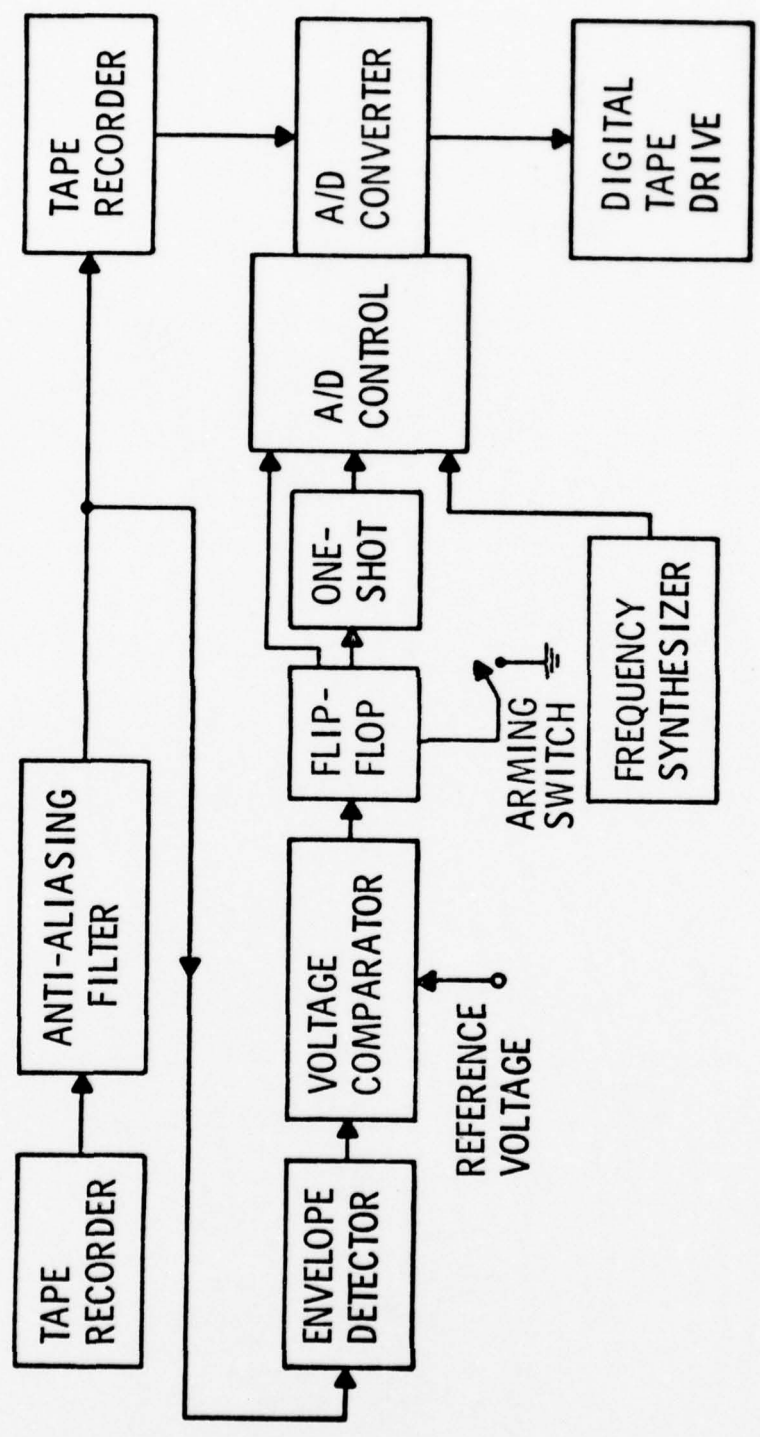 TAPE
RECORDER
ANTI-ALIASING
FILTER
TAPE
RECORDER
ENVELOPE
DETECTOR
VOLTAGE
COMPARATOR
FLIP-
FLOP
ONE-
SHOT
A/D
CONTROL
A/D
CONVERTER
REFERENCE
VOLTAGE
ARMING
SWITCH
FREQUENCY
SYNTHESIZER
DIGITAL
TAPE
DRIVE